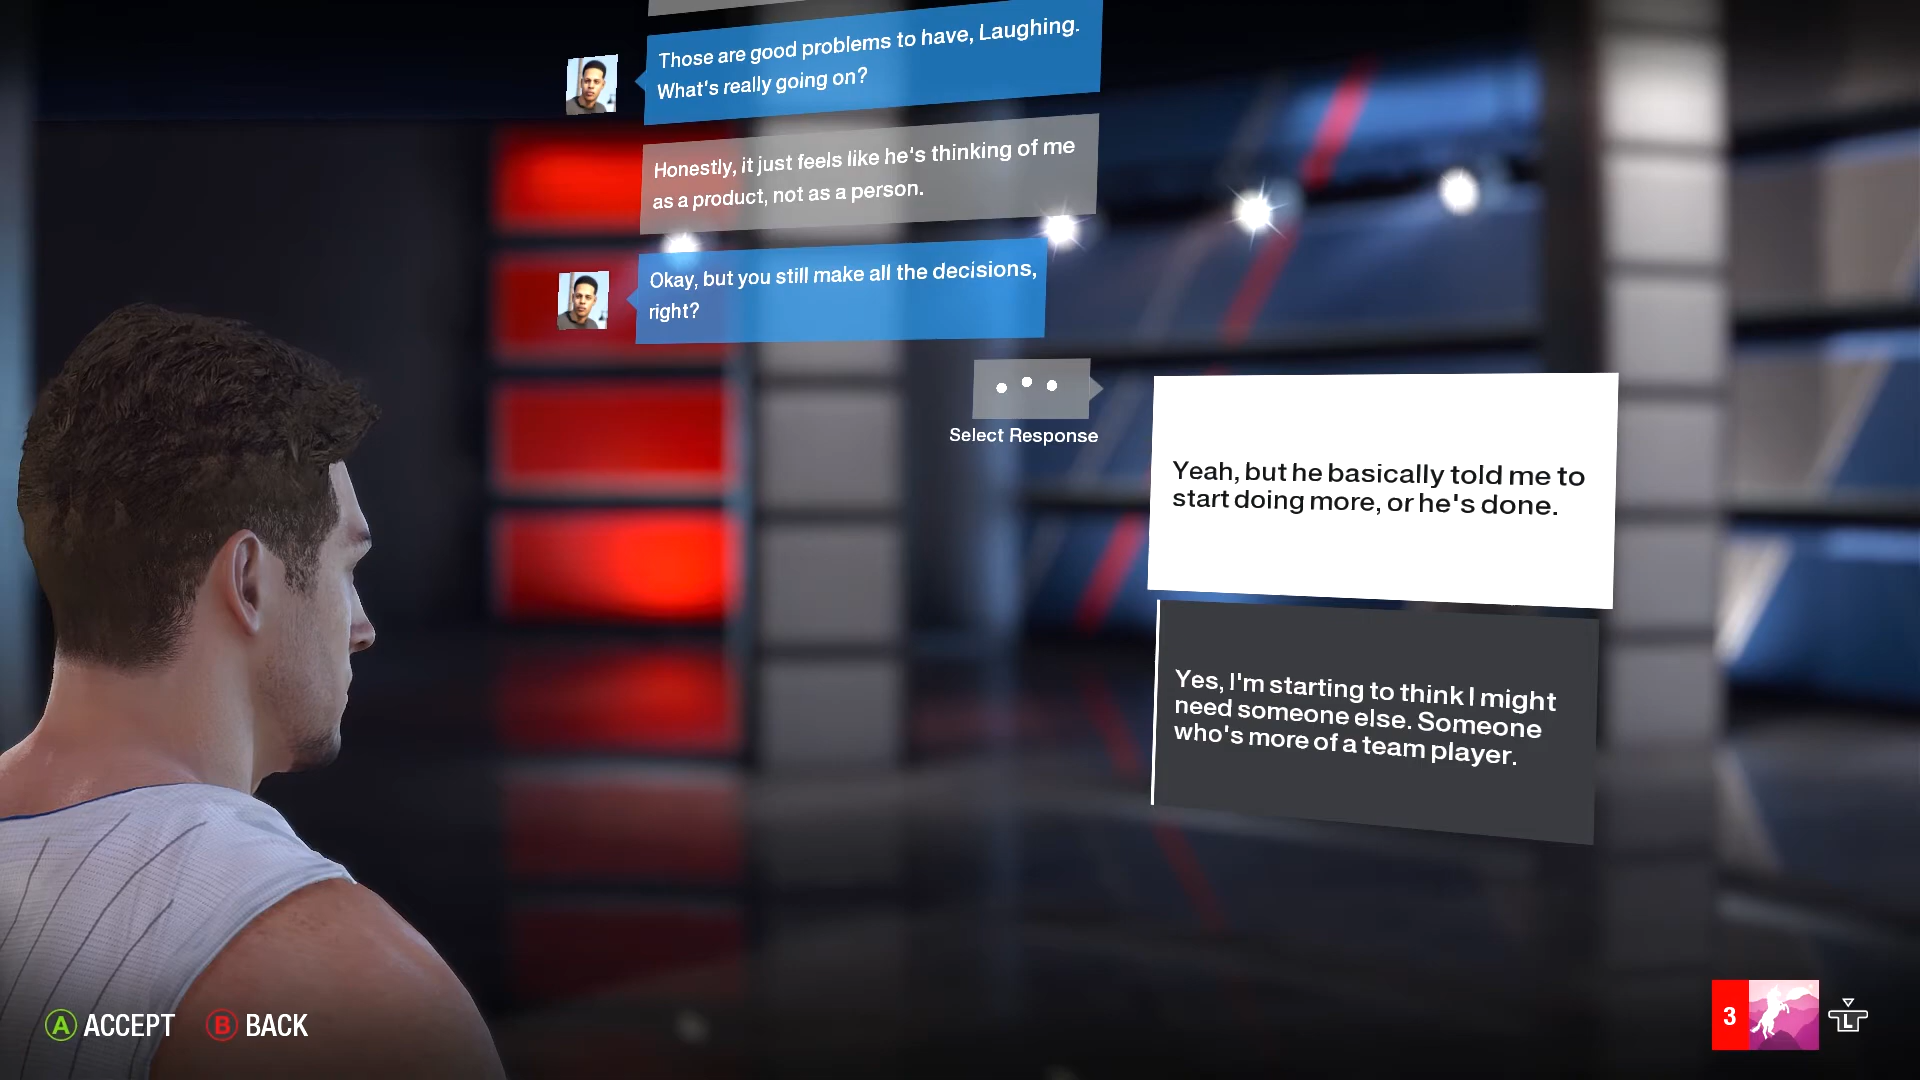 Those are good problems to have, Laughing.
What's really going on?
Honestly, it just feels like he's thinking of me
as a product, not as a person.
Okay, but you still make all the decisions,
right?
Select Response
Yeah, but he basically told me to
start doing more, or he's done.
Yes, I'm starting to think I might
need someone else. Someone
who's more of a team player.
A ACCEPT B BACK
3 L